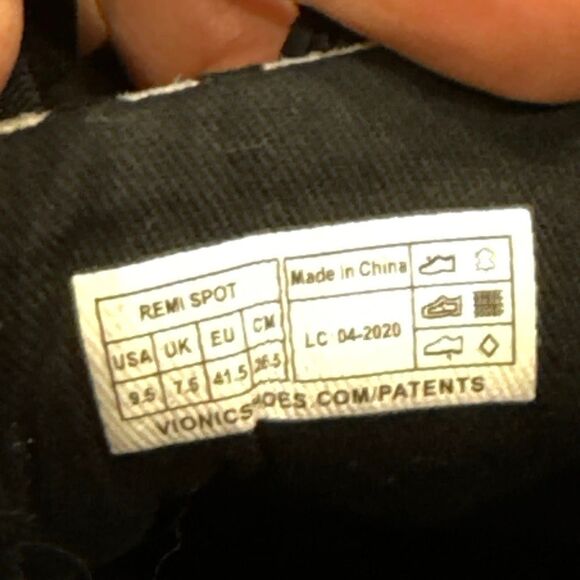 REMI SPOT
USA UK EU CM
9.5 7.5 41.5 26.5
Made in China
LC 04-2020
VIONICSHOES.COM/PATENTS